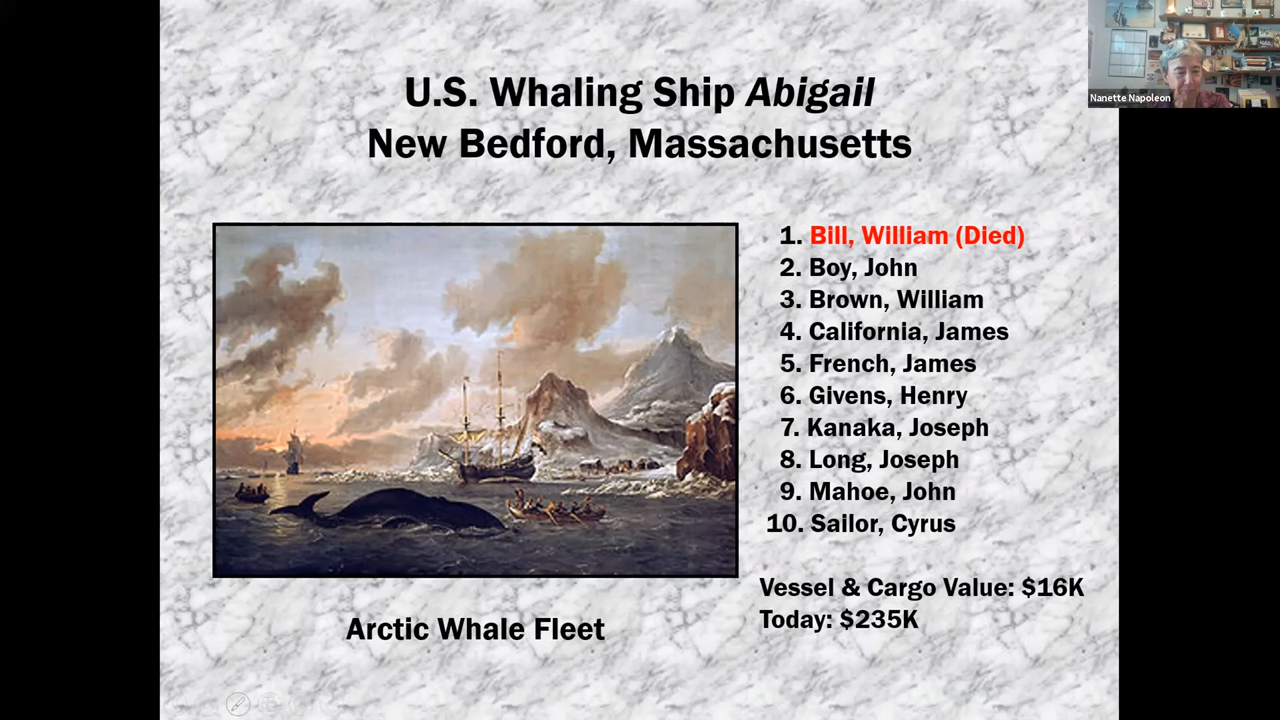 U.S. Whaling Ship Abigail
New Bedford, Massachusetts
Nanette Napoleon
1. Bill, William (Died)
2. Boy, John
3. Brown, William
4. California, James
5. French, James
6. Givens, Henry
7. Kanaka, Joseph
8. Long, Joseph
9. Mahoe, John
10. Sailor, Cyrus
Vessel & Cargo Value: $16K
Today: $235K
Arctic Whale Fleet